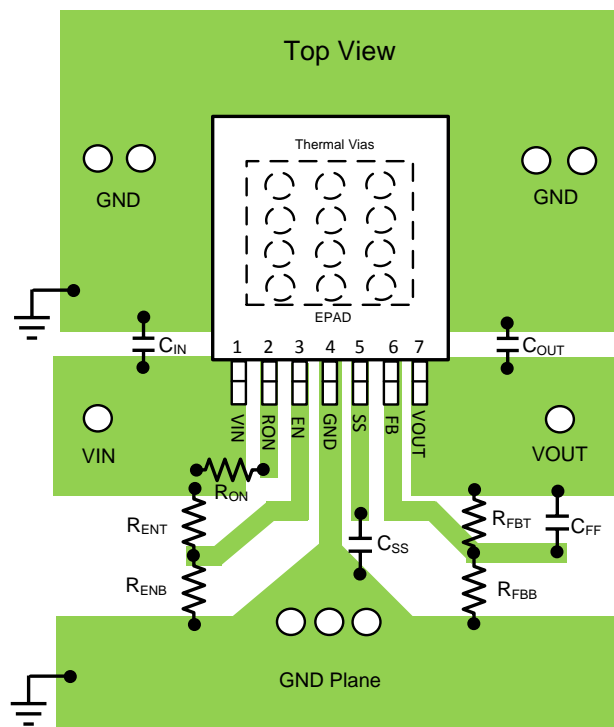 Top View
Thermal Vias
GND
GND
EPAD
1 2 3 4 5 6 7
CIN
COUT
VIN
RON
EN
GND
SS
FB
VOUT
VIN
VOUT
RON
RENT
RFBT
CFF
CSS
RENB
RFBB
GND Plane